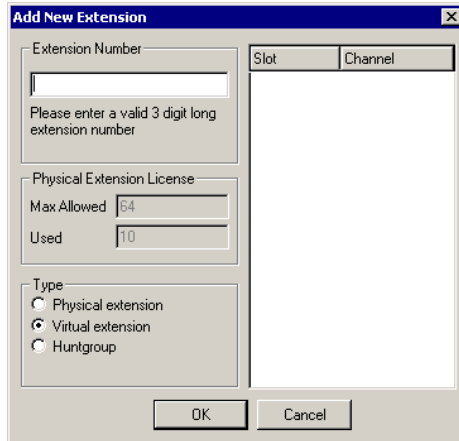 Add New Extension
Extension Number
Please enter a valid 3 digit long
extension number
Physical Extension License
Max Allowed 64
Used 10
Type
Physical extension
Virtual extension
Huntgroup
Slot Channel
OK Cancel